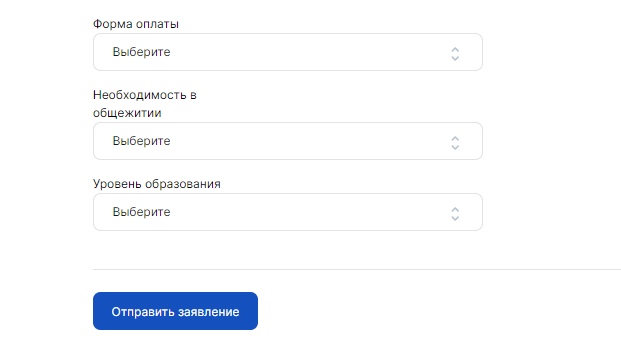 Форма оплаты
Выберите
Необходимость в
общежитии
Выберите
Уровень образования
Выберите
Отправить заявление